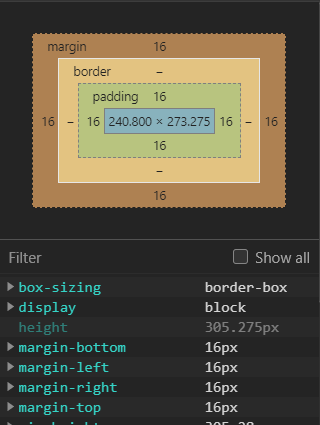 margin 16
border –
padding 16
16 – 16 240.800 × 273.275 16 – 16
16
–
16
Filter Show all
box-sizing border-box
display block
height 305.275px
margin-bottom 16px
margin-left 16px
margin-right 16px
margin-top 16px